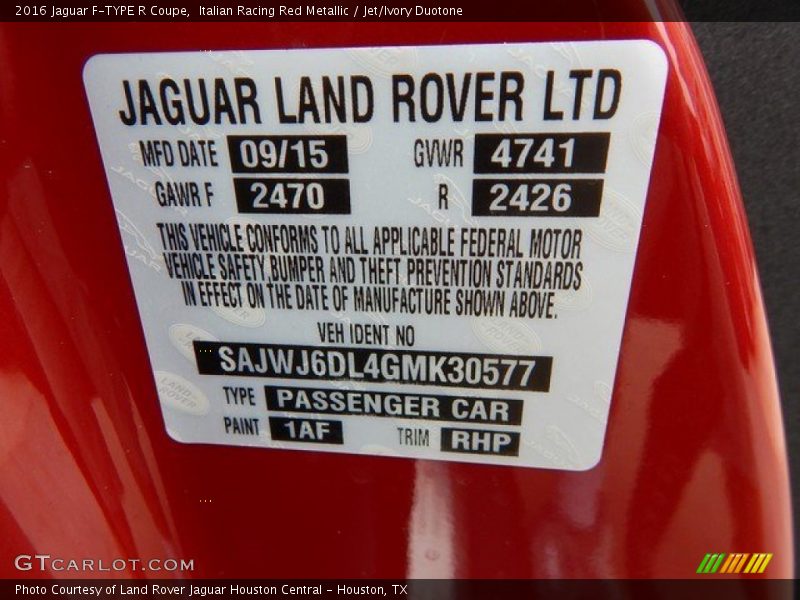 2016 Jaguar F-TYPE R Coupe,  Italian Racing Red Metallic / Jet/Ivory Duotone
JAGUAR LAND ROVER LTD
MFD DATE 09/15 GVWR 4741
GAWR F 2470 R 2426
THIS VEHICLE CONFORMS TO ALL APPLICABLE FEDERAL MOTOR
VEHICLE SAFETY BUMPER AND THEFT PREVENTION STANDARDS
IN EFFECT ON THE DATE OF MANUFACTURE SHOWN ABOVE.
VEH IDENT NO
SAJWJ6DL4GMK30577
TYPE PASSENGER CAR
PAINT 1AF TRIM RHP
LAND ROVER
GTCARLOT.COM
Photo Courtesy of Land Rover Jaguar Houston Central - Houston, TX